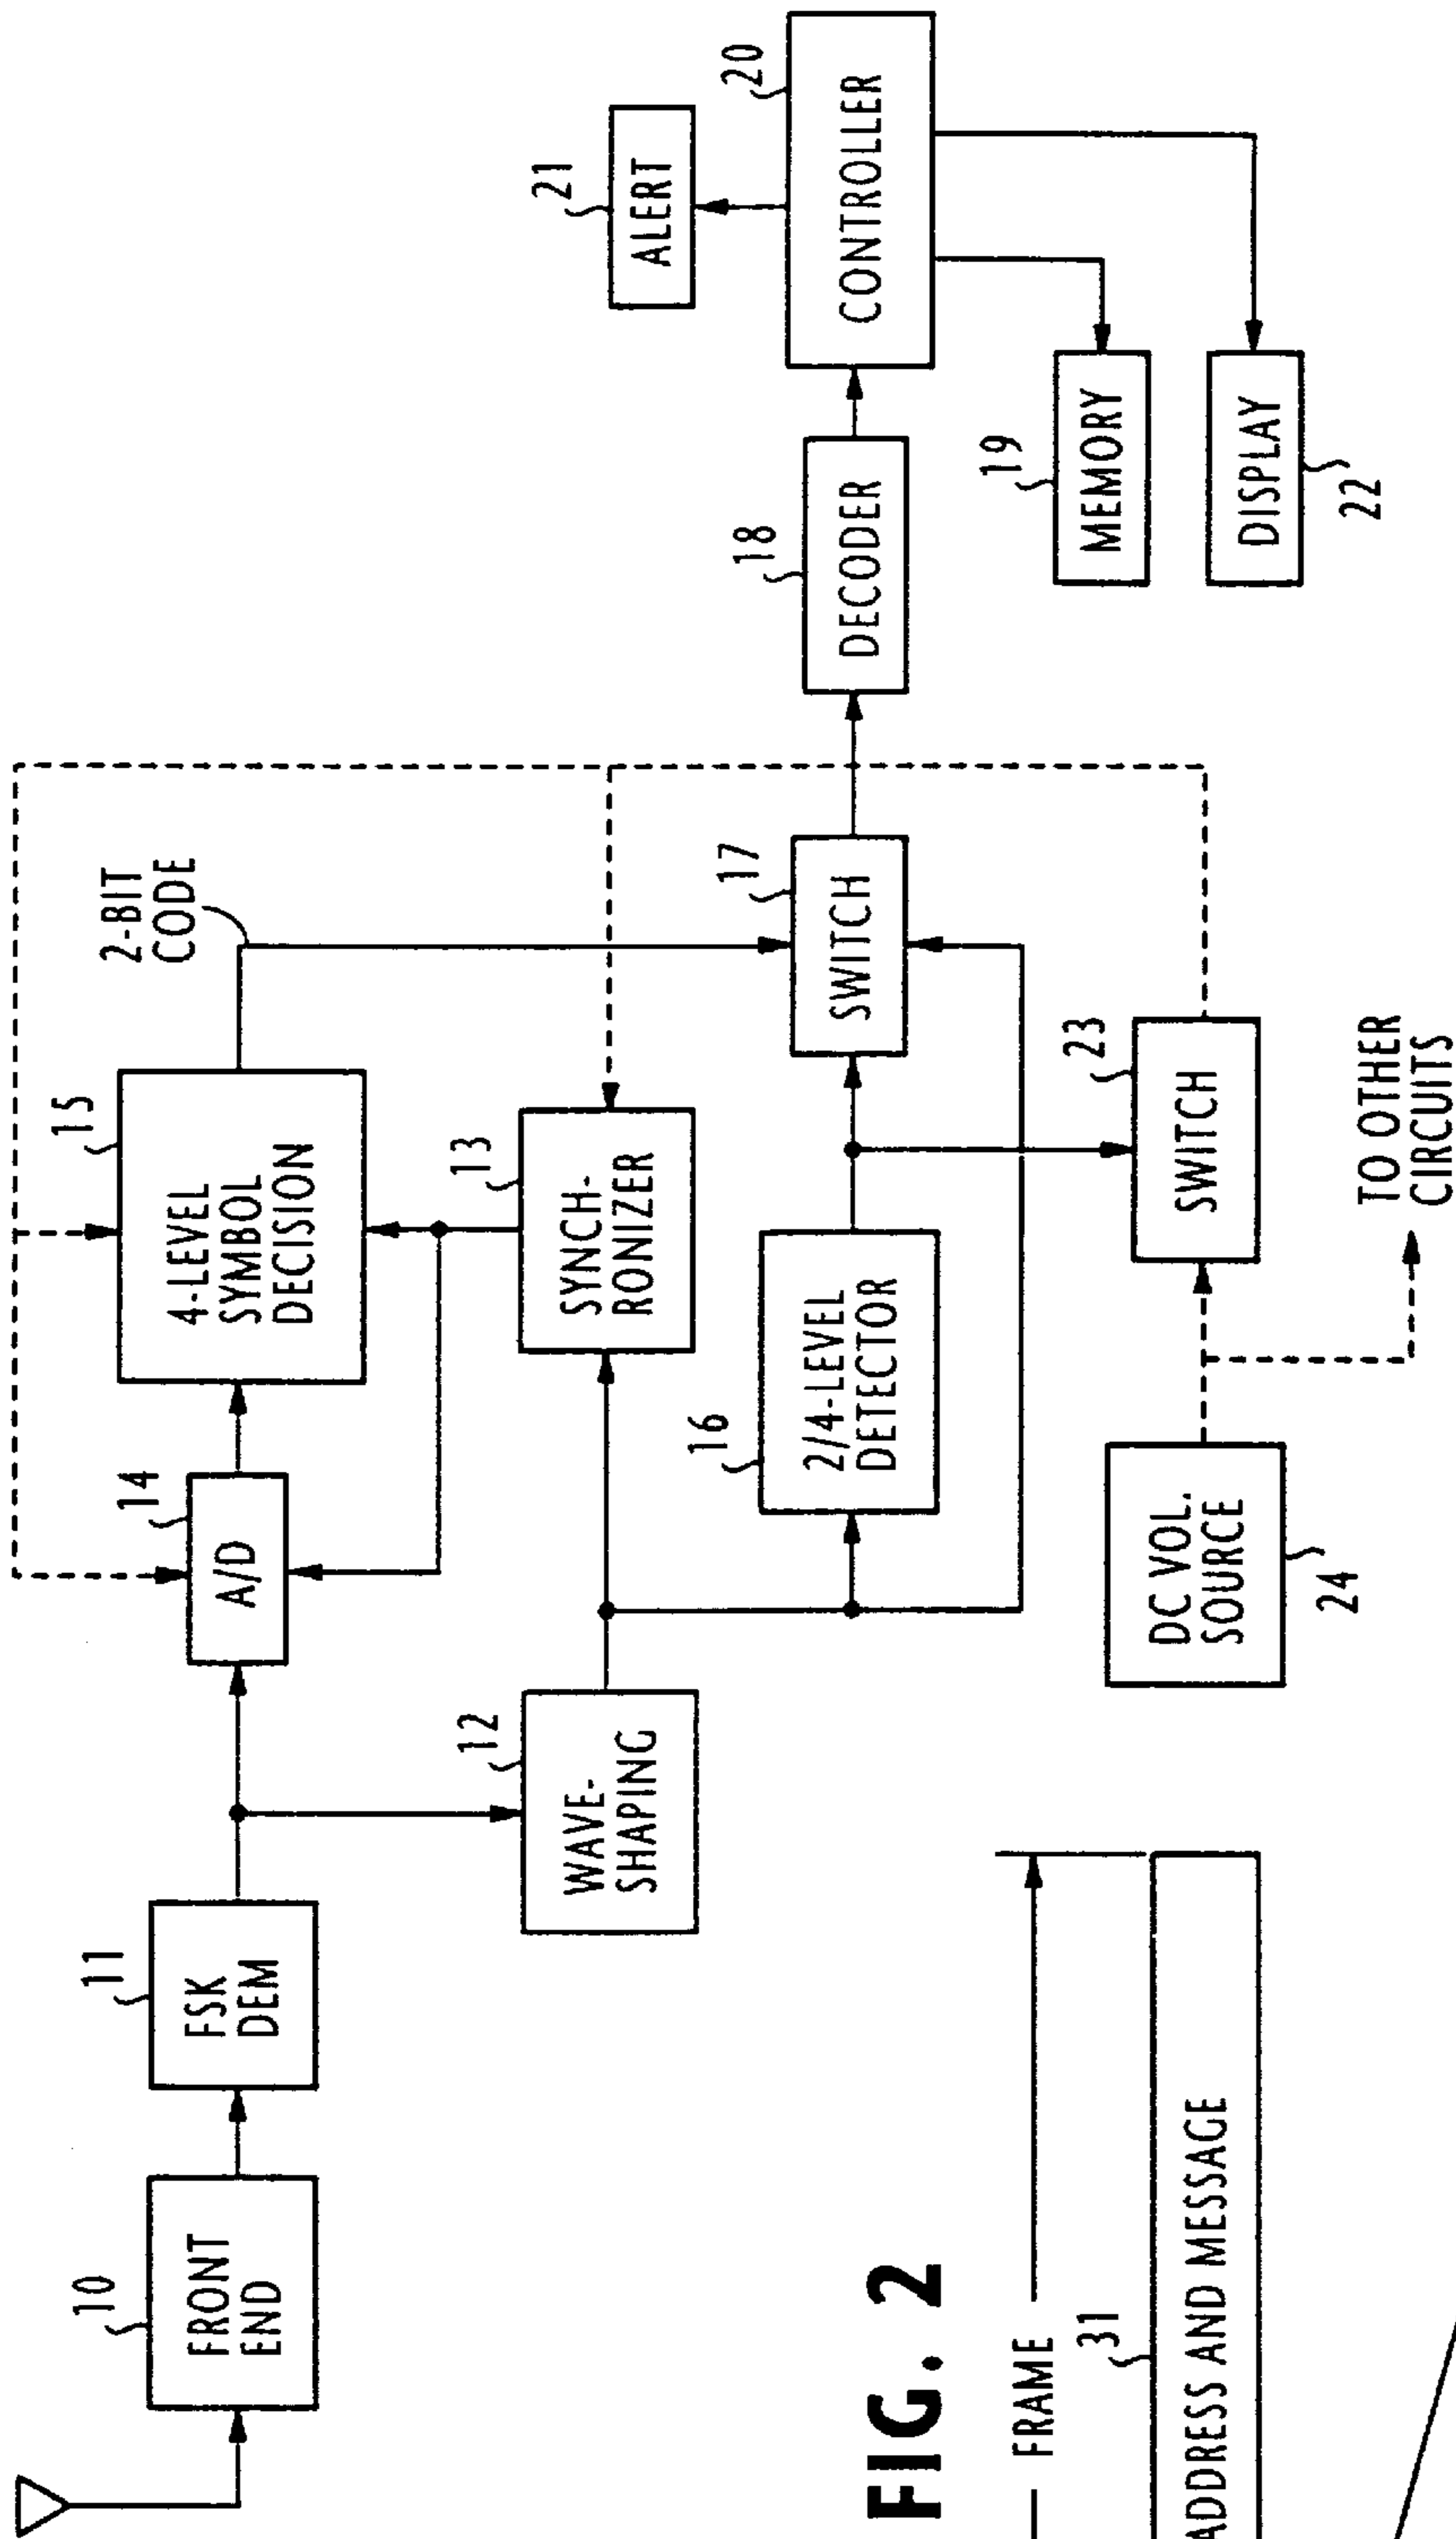 10
FRONT
END
11
FSK
DEM
12
WAVE-
SHAPING
14
A/D
15
4-LEVEL
SYMBOL
DECISION
2-BIT
CODE
13
SYNCH-
RONIZER
16
2/4-LEVEL
DETECTOR
17
SWITCH
18
DECODER
20
CONTROLLER
21
ALERT
19
MEMORY
DISPLAY
22
23
SWITCH
DC VOL.
SOURCE
24
TO OTHER
CIRCUITS
FIG. 2
FRAME
31
ADDRESS AND MESSAGE